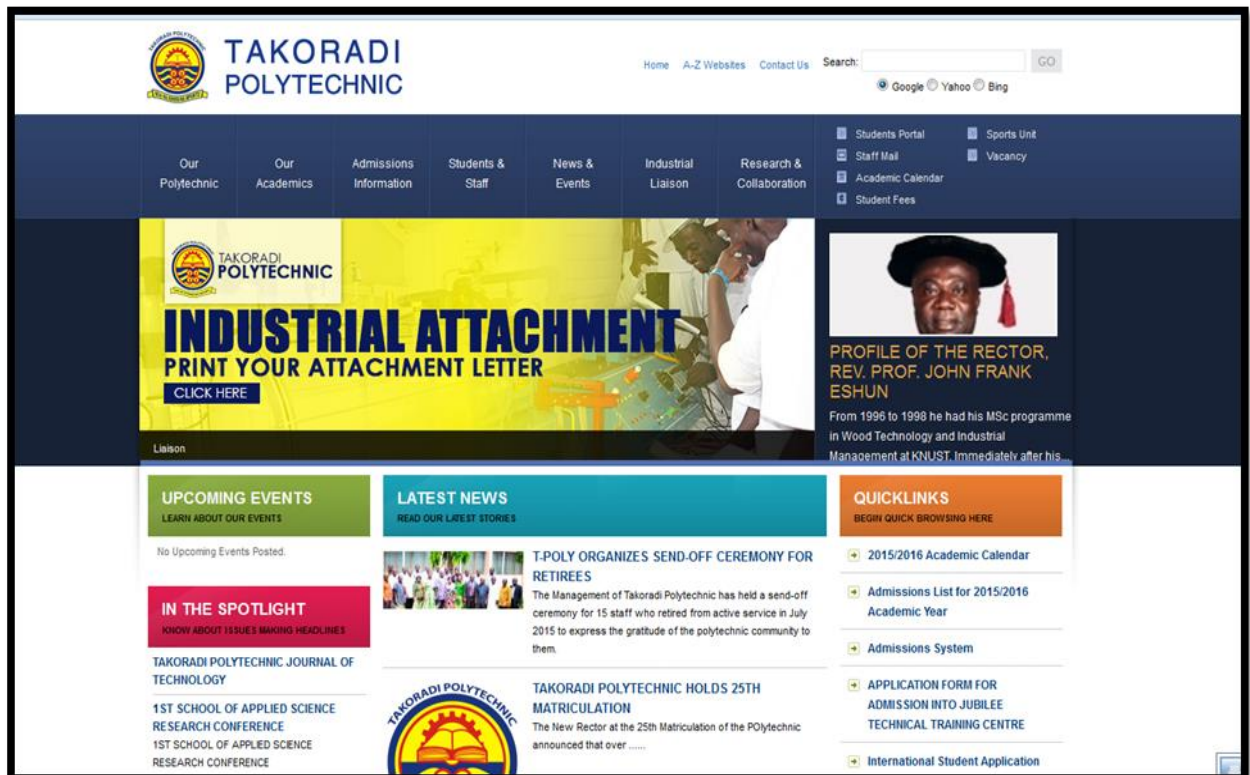 TAKORADI
POLYTECHNIC
Home A-Z Websites Contact Us
Search: GO
Google Yahoo Bing
Our
Polytechnic
Our
Academics
Admissions
Information
Students &
Staff
News &
Events
Industrial
Liaison
Research &
Collaboration
Students Portal
Staff Mail
Academic Calendar
Student Fees
Sports Unit
Vacancy
TAKORADI
POLYTECHNIC
INDUSTRIAL ATTACHMENT
PRINT YOUR ATTACHMENT LETTER
CLICK HERE
Liaison
PROFILE OF THE RECTOR,
REV. PROF. JOHN FRANK
ESHUN
From 1996 to 1998 he had his MSc programme
in Wood Technology and Industrial
Management at KNUST. Immediately after his...
UPCOMING EVENTS
LEARN ABOUT OUR EVENTS
No Upcoming Events Posted.
IN THE SPOTLIGHT
KNOW ABOUT ISSUES MAKING HEADLINES
TAKORADI POLYTECHNIC JOURNAL OF
TECHNOLOGY
1ST SCHOOL OF APPLIED SCIENCE
RESEARCH CONFERENCE
1ST SCHOOL OF APPLIED SCIENCE
RESEARCH CONFERENCE
LATEST NEWS
READ OUR LATEST STORIES
T-POLY ORGANIZES SEND-OFF CEREMONY FOR
RETIREES
The Management of Takoradi Polytechnic has held a send-off
ceremony for 15 staff who retired from active service in July
2015 to express the gratitude of the polytechnic community to
them.
TAKORADI POLYTECHNIC
TAKORADI POLYTECHNIC HOLDS 25TH
MATRICULATION
The New Rector at the 25th Matriculation of the POlytechnic
announced that over ......
QUICKLINKS
BEGIN QUICK BROWSING HERE
2015/2016 Academic Calendar
Admissions List for 2015/2016
Academic Year
Admissions System
APPLICATION FORM FOR
ADMISSION INTO JUBILEE
TECHNICAL TRAINING CENTRE
International Student Application